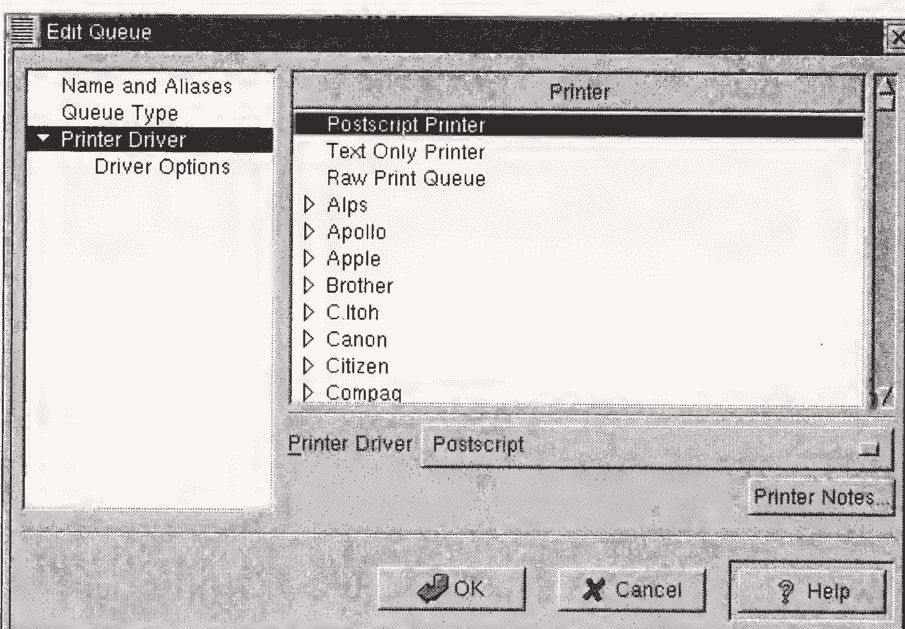 Edit Queue
Name and Aliases
Queue Type
Printer Driver
Driver Options
Printer
Postscript Printer
Text Only Printer
Raw Print Queue
Alps
Apollo
Apple
Brother
C.Itoh
Canon
Citizen
Compaq
Printer Driver Postscript
Printer Notes...
OK Cancel Help